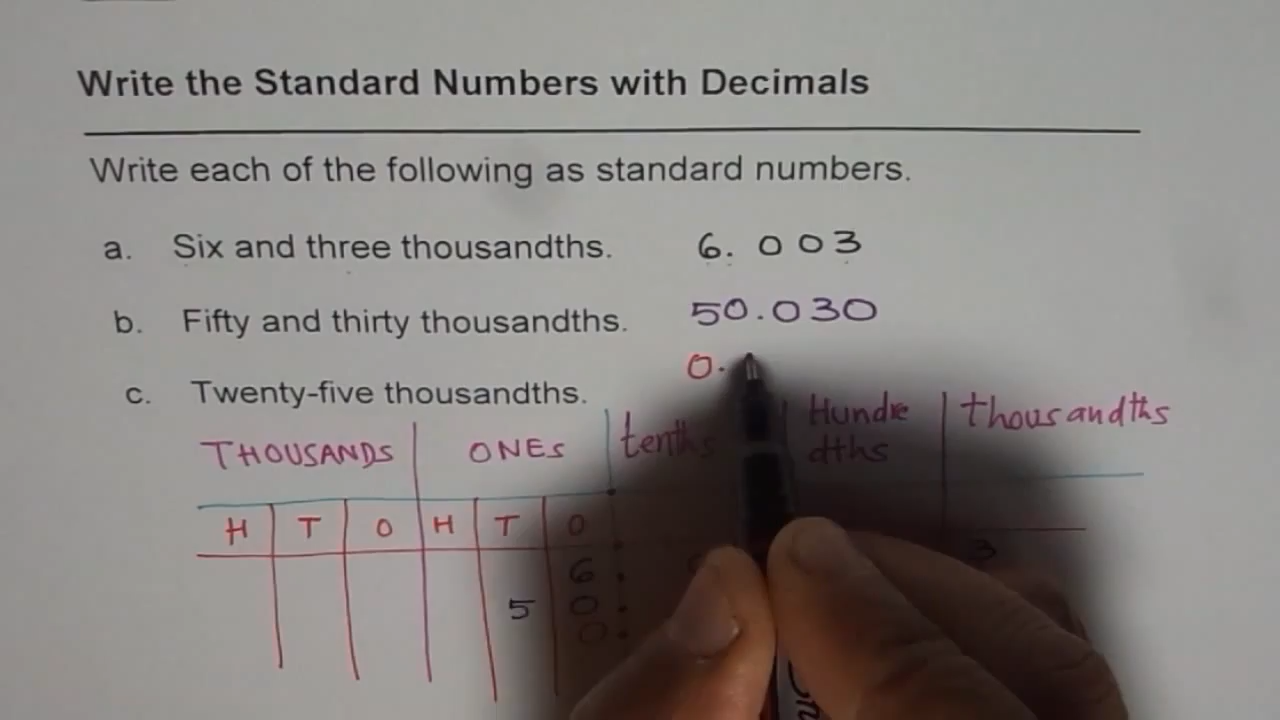 Write the Standard Numbers with Decimals
Write each of the following as standard numbers.
a. Six and three thousandths. 6.003
b. Fifty and thirty thousandths. 50.030
c. Twenty-five thousandths. 0.
THOUSANDS ONES tenths Hundre thousandths
dths
H T O H T O
6 . 3
5 0 .
0 .